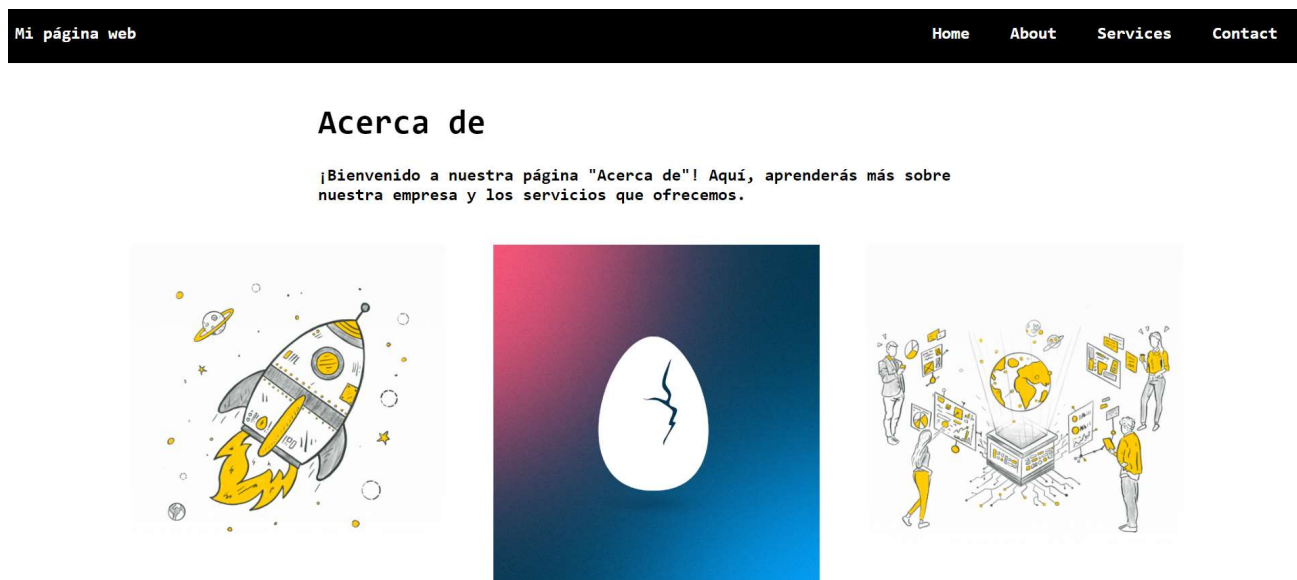 Mi página web
Home About Services Contact
Acerca de
¡Bienvenido a nuestra página "Acerca de"! Aquí, aprenderás más sobre
nuestra empresa y los servicios que ofrecemos.